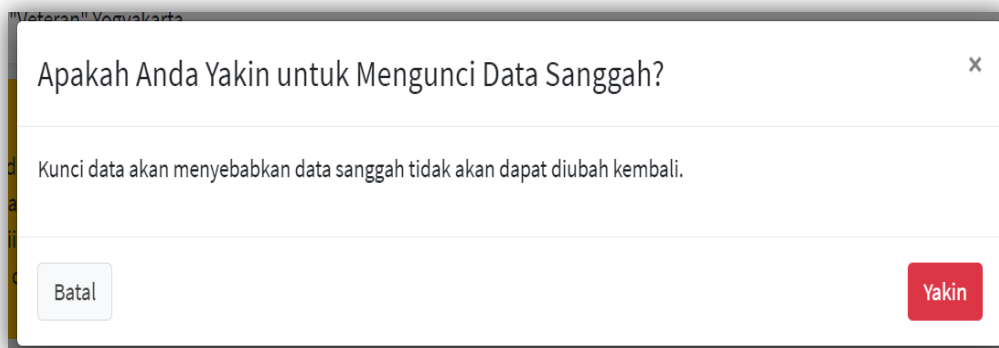 "Veteran" Yogyakarta
Apakah Anda Yakin untuk Mengunci Data Sanggah?
×
Kunci data akan menyebabkan data sanggah tidak akan dapat diubah kembali.
Batal
Yakin